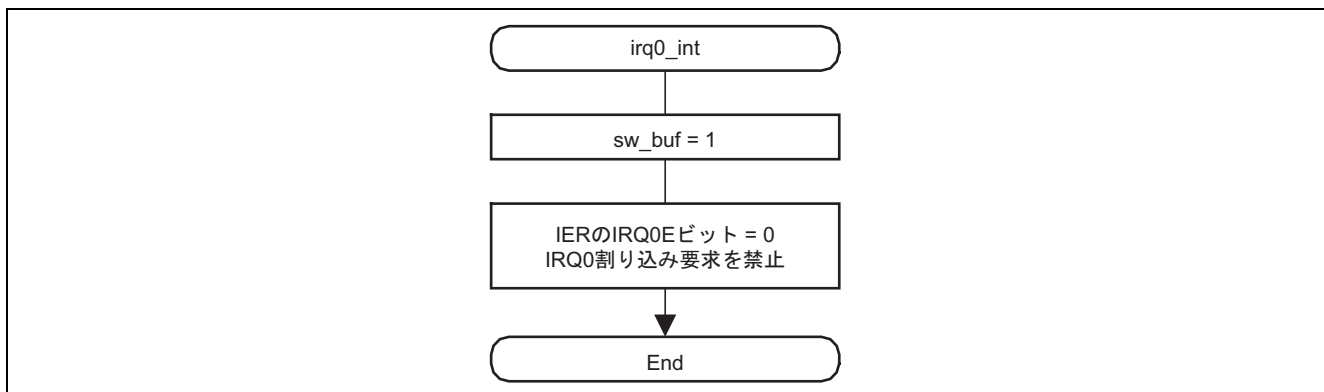 irq0_int
sw_buf = 1
IERのIRQ0Eビット = 0
IRQ0割り込み要求を禁止
End